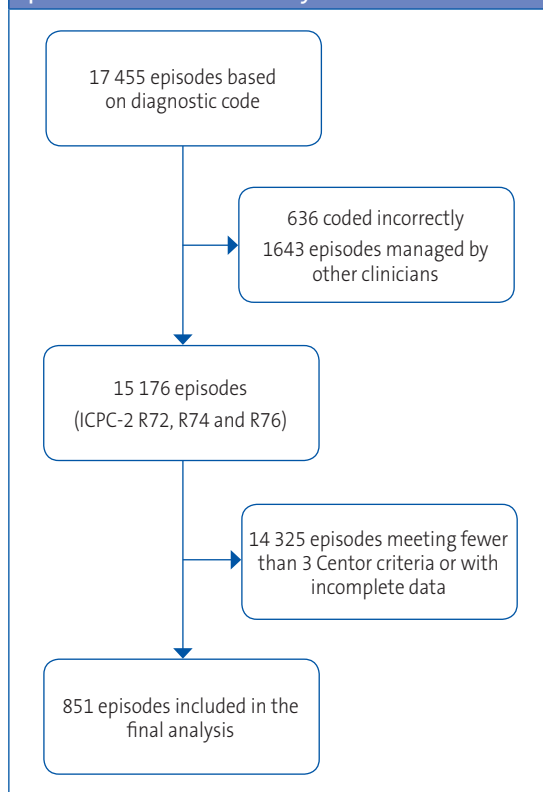 17 455 episodes based
on diagnostic code
636 coded incorrectly
1643 episodes managed by
other clinicians
15 176 episodes
(ICPC-2 R72, R74 and R76)
14 325 episodes meeting fewer
than 3 Centor criteria or with
incomplete data
851 episodes included in the
final analysis